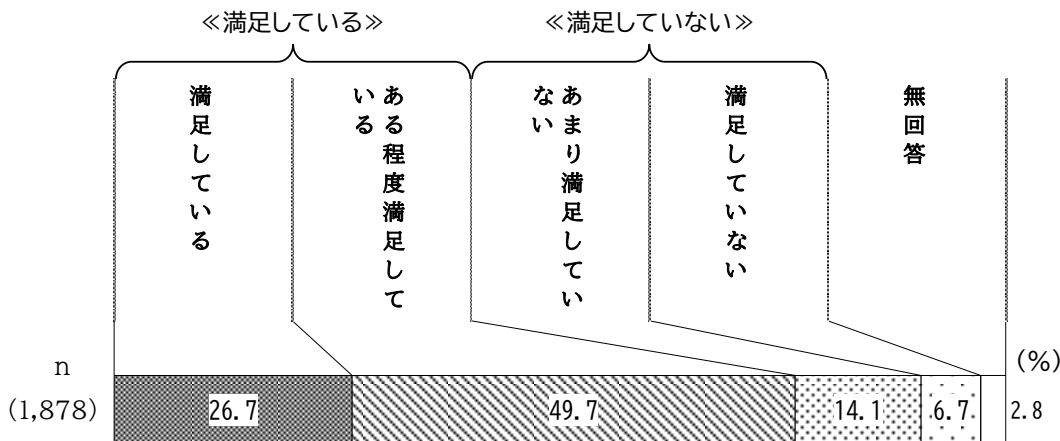 ≪満足している≫
≪満足していない≫
満足している
ある程度満足して
いる
あまり満足してい
ない
満足していない
無回答
n
(%)
(1,878)
26.7
49.7
14.1
6.7
2.8